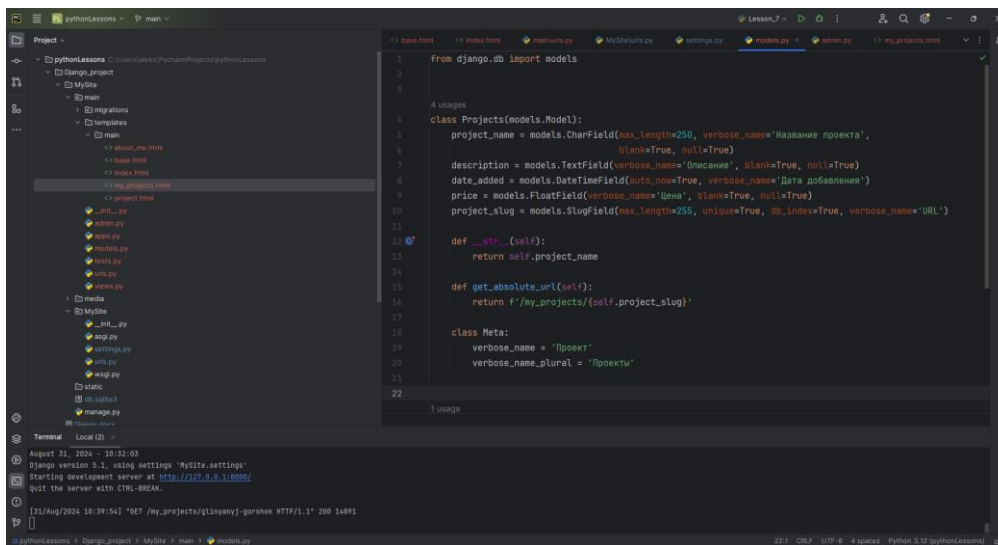 pythonLessons
main
Lesson_7
Project
base.html
index.html
main\urls.py
MySite\urls.py
settings.py
models.py
admin.py
my_projects.html
pythonLessons C:\Users\aleks\PycharmProjects\pythonLessons
Django_project
MySite
main
migrations
templates
main
about_me.html
base.html
index.html
my_projects.html
project.html
__init__.py
admin.py
apps.py
models.py
tests.py
urls.py
views.py
media
MySite
__init__.py
asgi.py
settings.py
urls.py
wsgi.py
static
db.sqlite3
manage.py
Django.docx
1 from django.db import models
2
3
4 usages
4 class Projects(models.Model):
5 project_name = models.CharField(max_length=250, verbose_name='Название проекта',
6 blank=True, null=True)
7 description = models.TextField(verbose_name='Описание', blank=True, null=True)
8 date_added = models.DateTimeField(auto_now=True, verbose_name='Дата добавления')
9 price = models.FloatField(verbose_name='Цена', blank=True, null=True)
10 project_slug = models.SlugField(max_length=255, unique=True, db_index=True, verbose_name='URL')
11
12 def __str__(self):
13 return self.project_name
14
15 def get_absolute_url(self):
16 return f'/my_projects/{self.project_slug}'
17
18 class Meta:
19 verbose_name = 'Проект'
20 verbose_name_plural = 'Проекты'
21
22
1 usage
Terminal Local (2)
August 31, 2024 - 10:32:03
Django version 5.1, using settings 'MySite.settings'
Starting development server at http://127.0.0.1:8000/
Quit the server with CTRL-BREAK.
[31/Aug/2024 10:39:54] "GET /my_projects/glinyanyj-gorshok HTTP/1.1" 200 14891
pythonLessons > Django_project > MySite > main > models.py
22:1 CRLF UTF-8 4 spaces Python 3.12 (pythonLessons)